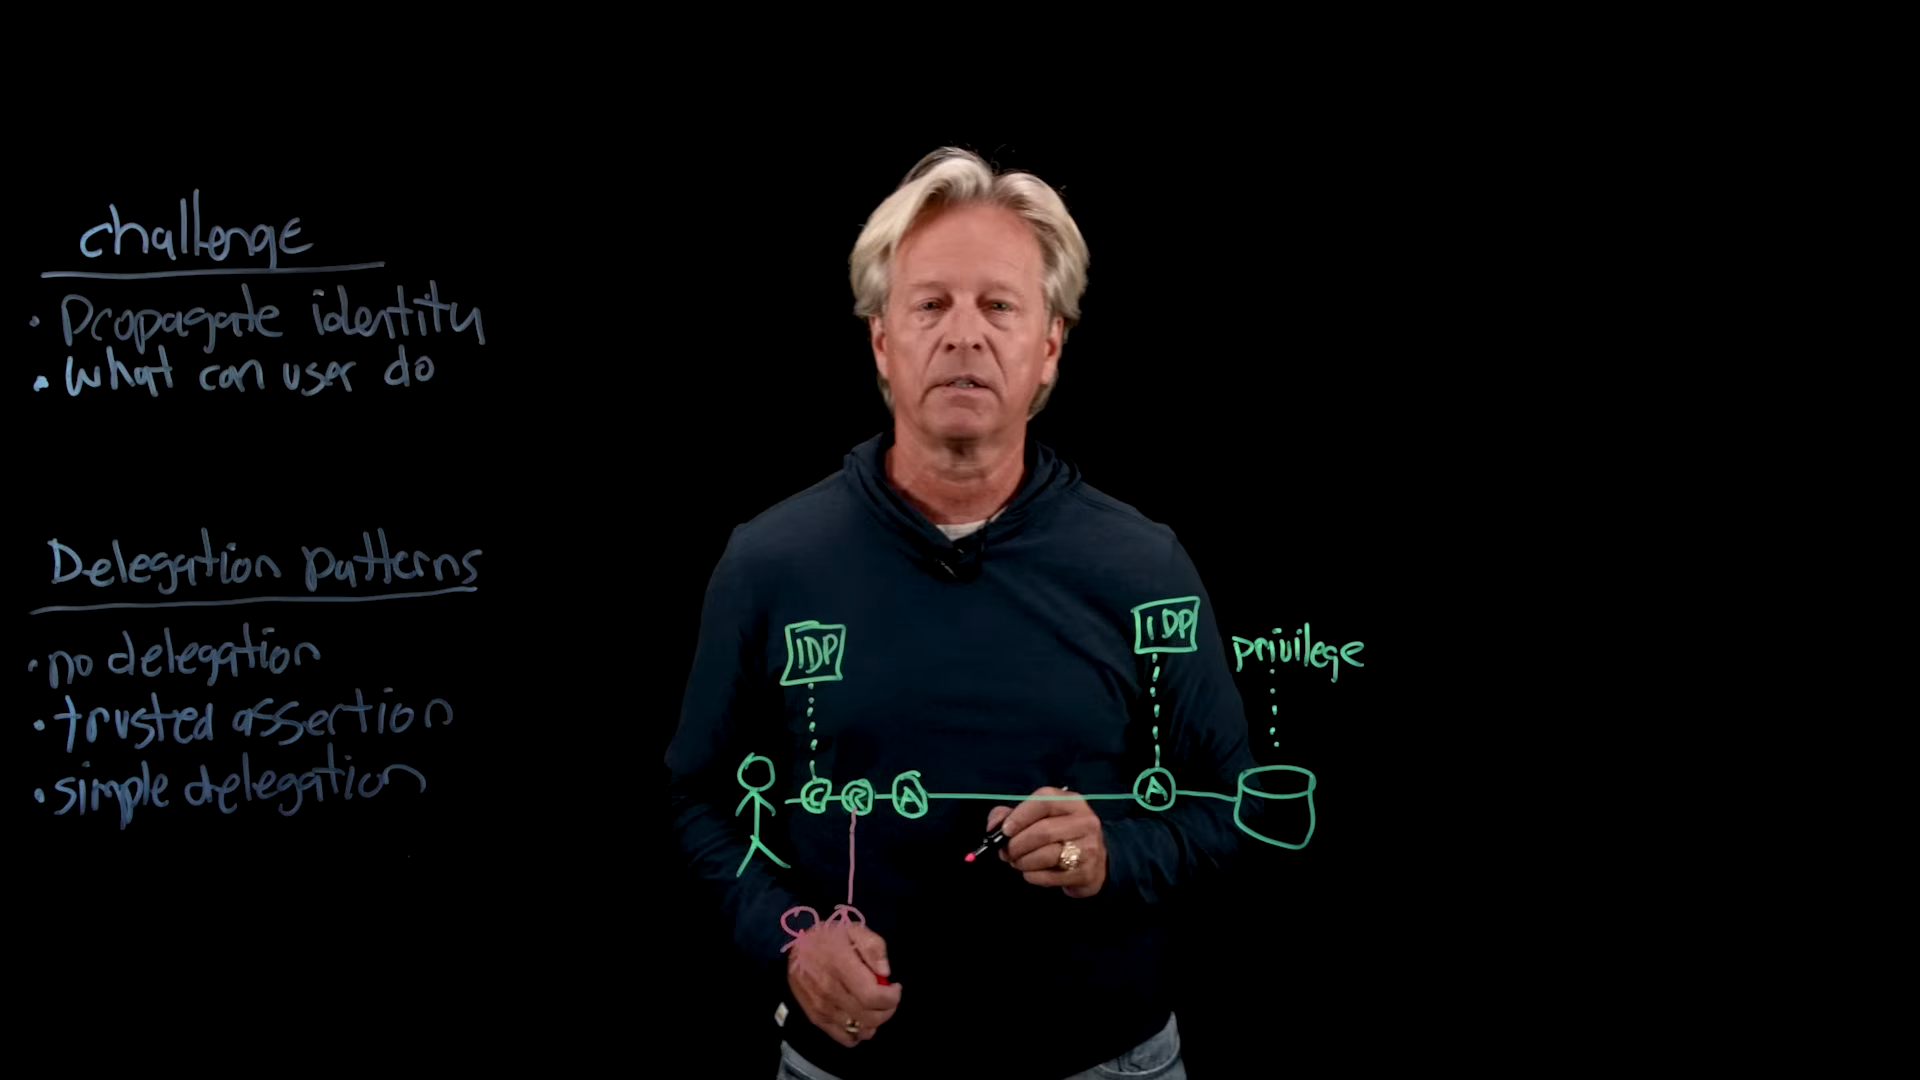 challenge
• Propagate identity
• What can user do
Delegation patterns
• no delegation
• trusted assertion
• simple delegation
IDP
IDP
privilege
C R A A